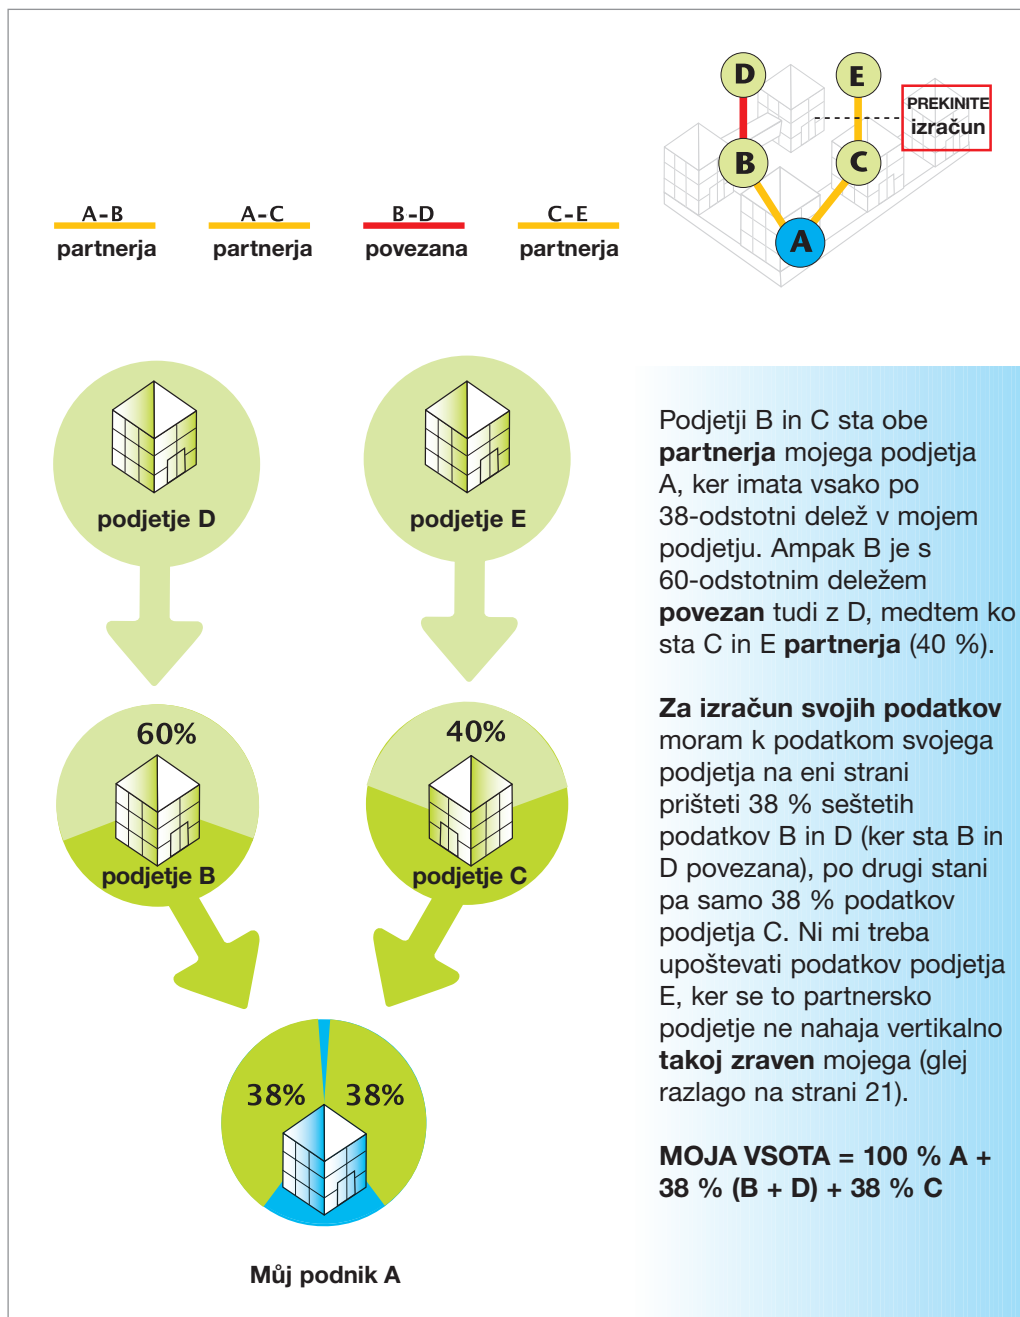 D
E
PREKINITE
izračun
B
C
A
A-B
partnerja
A-C
partnerja
B-D
povezana
C-E
partnerja
podjetje D
podjetje E
60%
40%
podjetje B
podjetje C
38%
38%
Můj podnik A
Podjetji B in C sta obe
partnerja mojega podjetja
A, ker imata vsako po
38-odstotni delež v mojem
podjetju. Ampak B je s
60-odstotnim deležem
povezan tudi z D, medtem ko
sta C in E partnerja (40 %).
Za izračun svojih podatkov
moram k podatkom svojega
podjetja na eni strani
prišteti 38 % seštetih
podatkov B in D (ker sta B in
D povezana), po drugi stani
pa samo 38 % podatkov
podjetja C. Ni mi treba
upoštevati podatkov podjetja
E, ker se to partnersko
podjetje ne nahaja vertikalno
takoj zraven mojega (glej
razlago na strani 21).
MOJA VSOTA = 100 % A +
38 % (B + D) + 38 % C